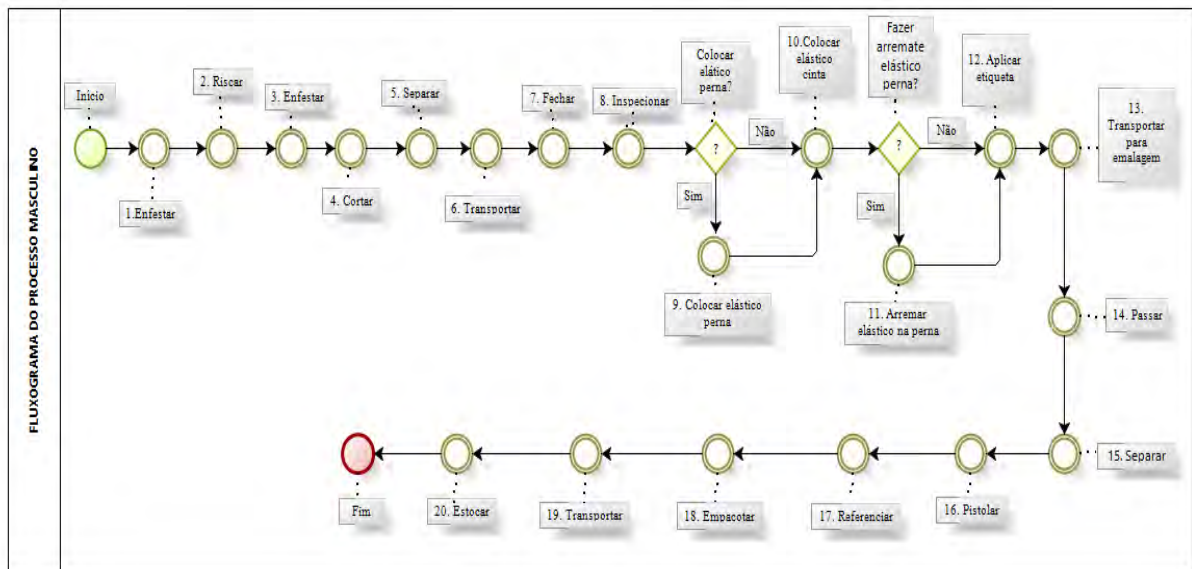 FLUXOGRAMA DO PROCESSO MASCULINO
Inicio
1.Enfestar
2. Riscar
3. Enfestar
4. Cortar
5. Separar
6. Transportar
7. Fechar
8. Inspecionar
Colocar
elático
perna?
?
Não
Sim
9. Colocar elástico
perna
10.Colocar
elástico
cinta
Fazer
arremate
elástico
perna?
?
Não
Sim
11. Arremar
elástico na perna
12. Aplicar
etiqueta
13.
Transportar
para
emalagem
14. Passar
15. Separar
16. Pistolar
17. Referenciar
18. Empacotar
19. Transportar
20. Estocar
Fim